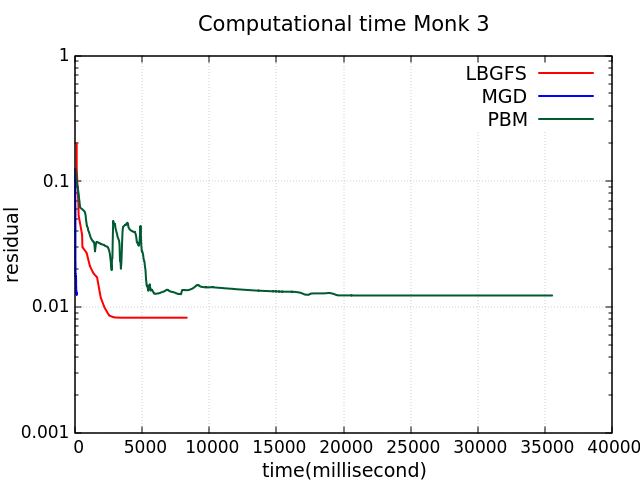 Computational time Monk 3
1
0.1
0.01
0.001
residual
LBGFS
MGD
PBM
0 5000 10000 15000 20000 25000 30000 35000 40000
time(millisecond)